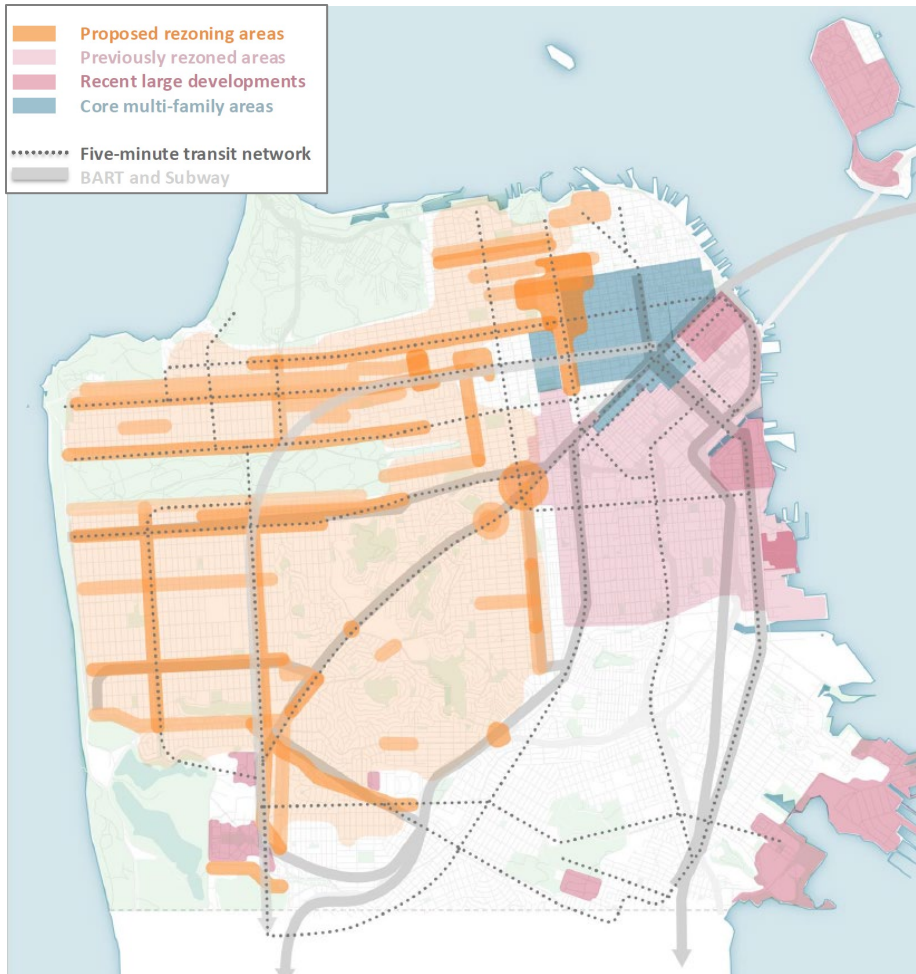 Proposed rezoning areas
Previously rezoned areas
Recent large developments
Core multi-family areas
Five-minute transit network
BART and Subway